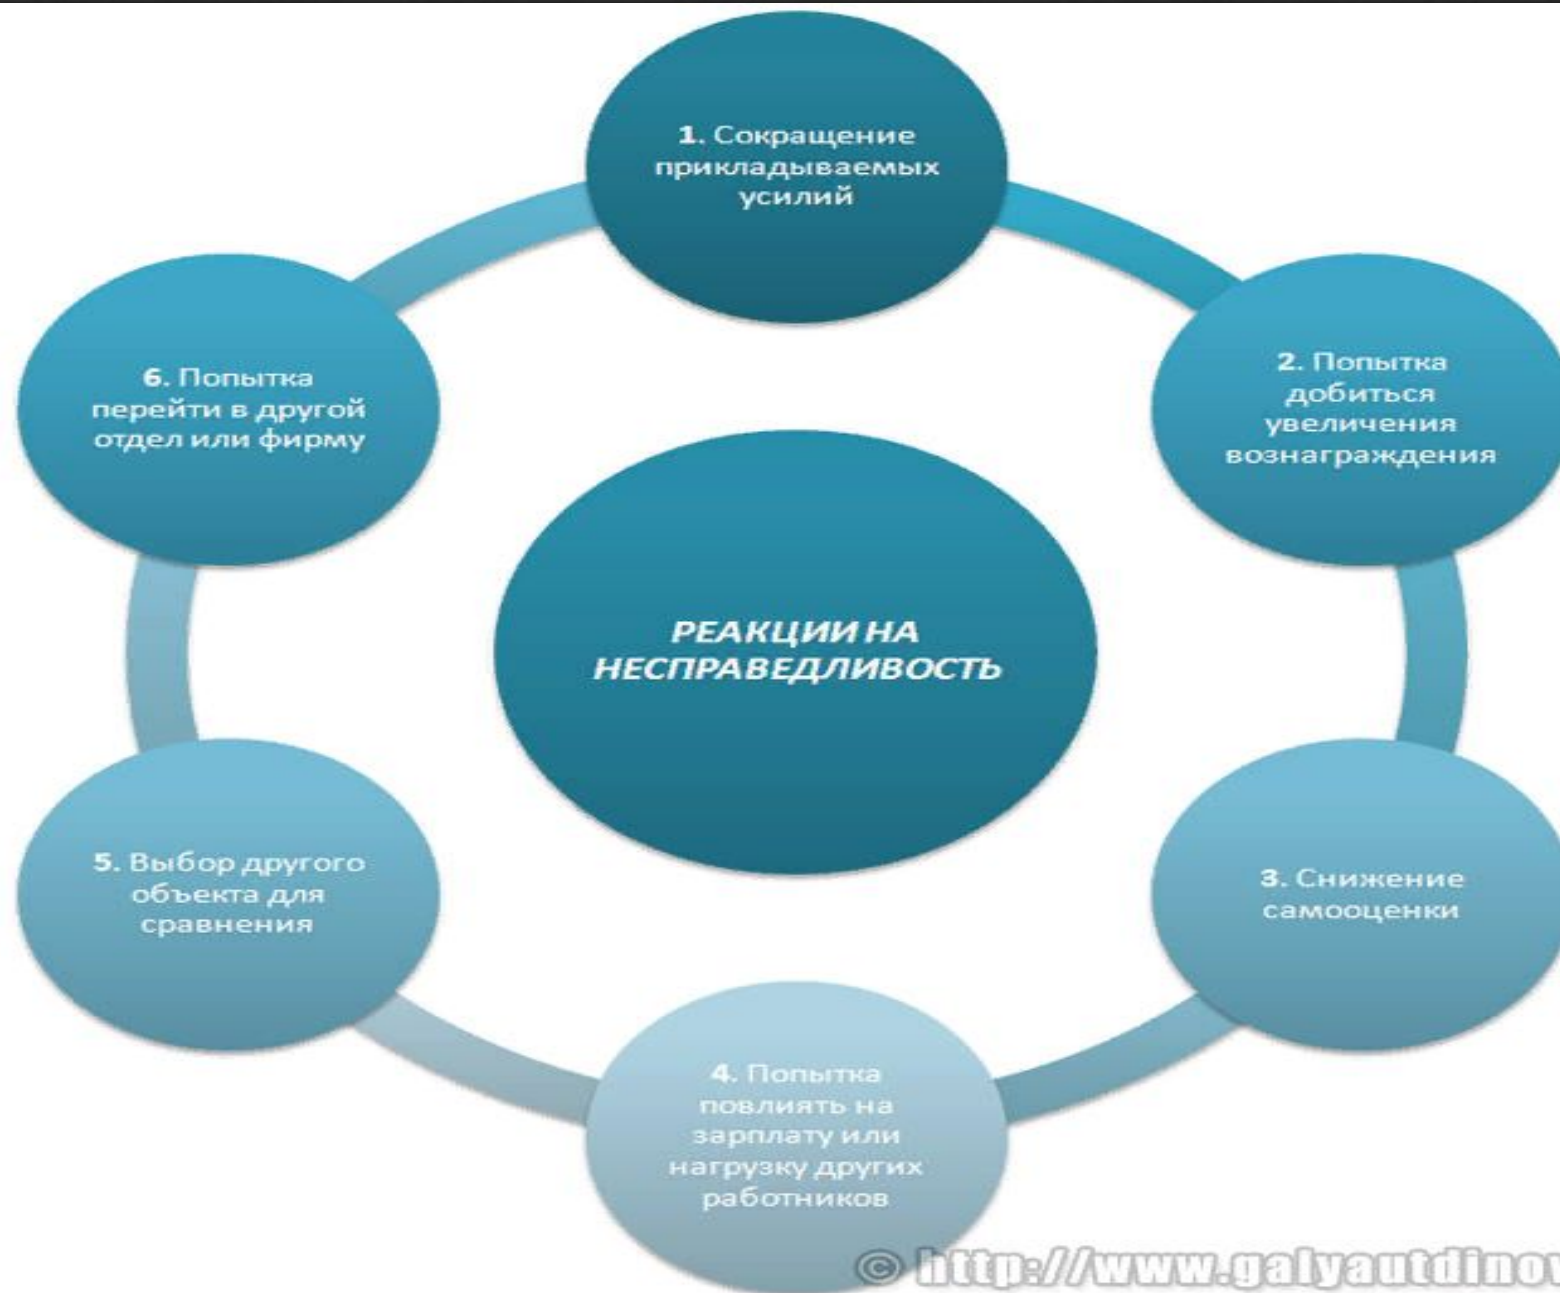 1. Сокращение
прикладываемых
усилий
2. Попытка
добиться
увеличения
вознаграждения
3. Снижение
самооценки
4. Попытка
повлиять на
зарплату или
нагрузку других
работников
5. Выбор другого
объекта для
сравнения
6. Попытка
перейти в другой
отдел или фирму
РЕАКЦИИ НА
НЕСПРАВЕДЛИВОСТЬ
© http://www.galyautdinov